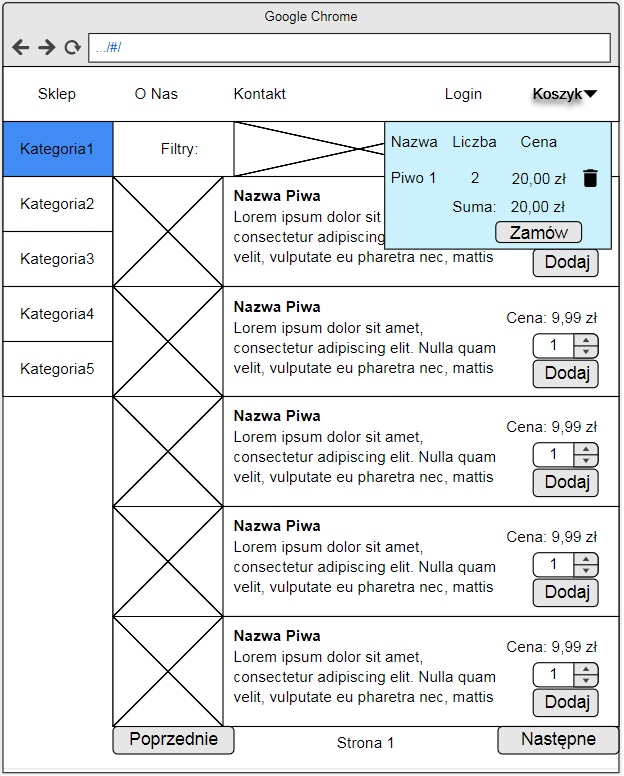 Google Chrome
.../#/
Sklep O Nas Kontakt Login Koszyk
Kategoria1
Filtry:
Nazwa Liczba Cena
Piwo 1 2 20,00 zł
Suma: 20,00 zł
Zamów
Kategoria2
Kategoria3
Kategoria4
Kategoria5
Nazwa Piwa
Lorem ipsum dolor sit
consectetur adipiscing
velit, vulputate eu pharetra nec, mattis
Dodaj
Nazwa Piwa
Lorem ipsum dolor sit amet,
consectetur adipiscing elit. Nulla quam
velit, vulputate eu pharetra nec, mattis
Cena: 9,99 zł
1
Dodaj
Nazwa Piwa
Lorem ipsum dolor sit amet,
consectetur adipiscing elit. Nulla quam
velit, vulputate eu pharetra nec, mattis
Cena: 9,99 zł
1
Dodaj
Nazwa Piwa
Lorem ipsum dolor sit amet,
consectetur adipiscing elit. Nulla quam
velit, vulputate eu pharetra nec, mattis
Cena: 9,99 zł
1
Dodaj
Nazwa Piwa
Lorem ipsum dolor sit amet,
consectetur adipiscing elit. Nulla quam
velit, vulputate eu pharetra nec, mattis
Cena: 9,99 zł
1
Dodaj
Poprzednie Strona 1 Następne